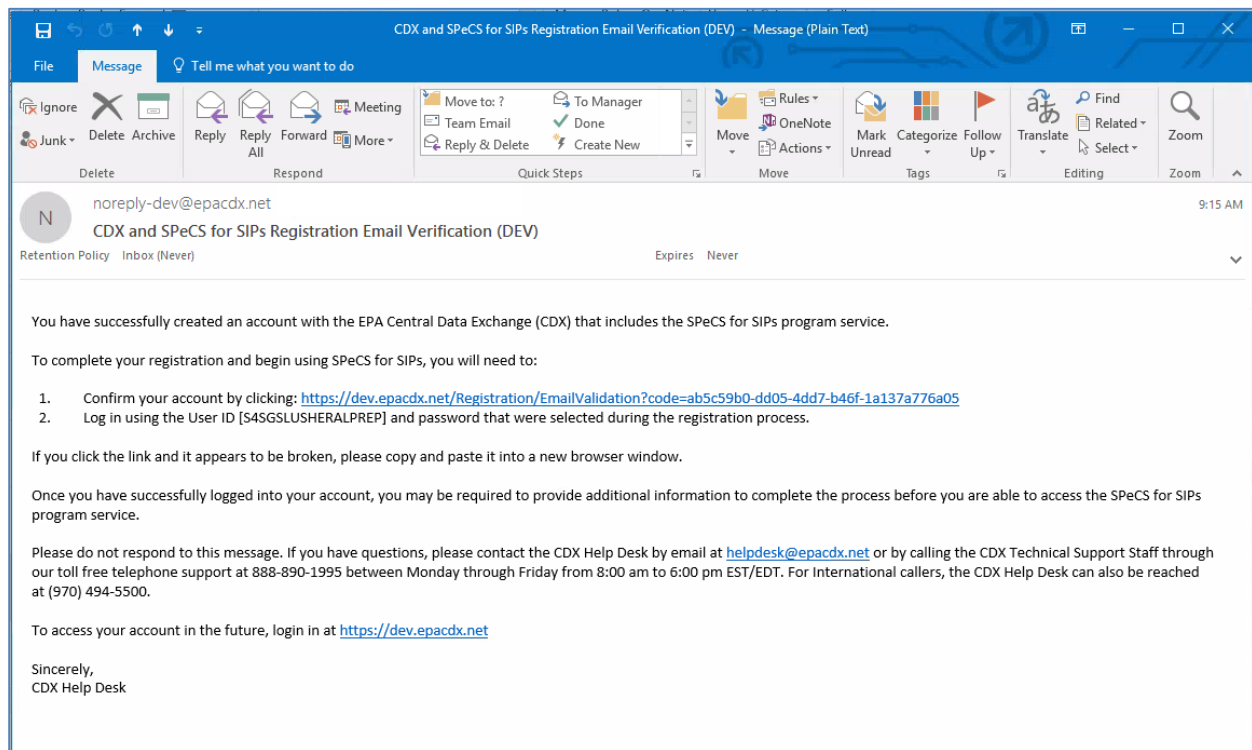 CDX and SPeCS for SIPs Registration Email Verification (DEV) - Message (Plain Text)
File Message Tell me what you want to do
Ignore
Junk
Delete Archive
Reply Reply All Forward
Meeting
More
Move to: ? To Manager
Team Email Done
Reply & Delete Create New
Move
Rules
OneNote
Actions
Mark Unread
Categorize Follow Up
Translate
Find
Related
Select
Zoom
Delete Respond Quick Steps Move Tags Editing Zoom
N
noreply-dev@epacdx.net 9:15 AM
CDX and SPeCS for SIPs Registration Email Verification (DEV)
Retention Policy Inbox (Never) Expires Never
You have successfully created an account with the EPA Central Data Exchange (CDX) that includes the SPeCS for SIPs program service.
To complete your registration and begin using SPeCS for SIPs, you will need to:
1. Confirm your account by clicking: https://dev.epacdx.net/Registration/EmailValidation?code=ab5c59b0-dd05-4dd7-b46f-1a137a776a05
2. Log in using the User ID [S4SGSLUSHERALPREP] and password that were selected during the registration process.
If you click the link and it appears to be broken, please copy and paste it into a new browser window.
Once you have successfully logged into your account, you may be required to provide additional information to complete the process before you are able to access the SPeCS for SIPs
program service.
Please do not respond to this message. If you have questions, please contact the CDX Help Desk by email at helpdesk@epacdx.net or by calling the CDX Technical Support Staff through
our toll free telephone support at 888-890-1995 between Monday through Friday from 8:00 am to 6:00 pm EST/EDT. For International callers, the CDX Help Desk can also be reached
at (970) 494-5500.
To access your account in the future, login in at https://dev.epacdx.net
Sincerely,
CDX Help Desk